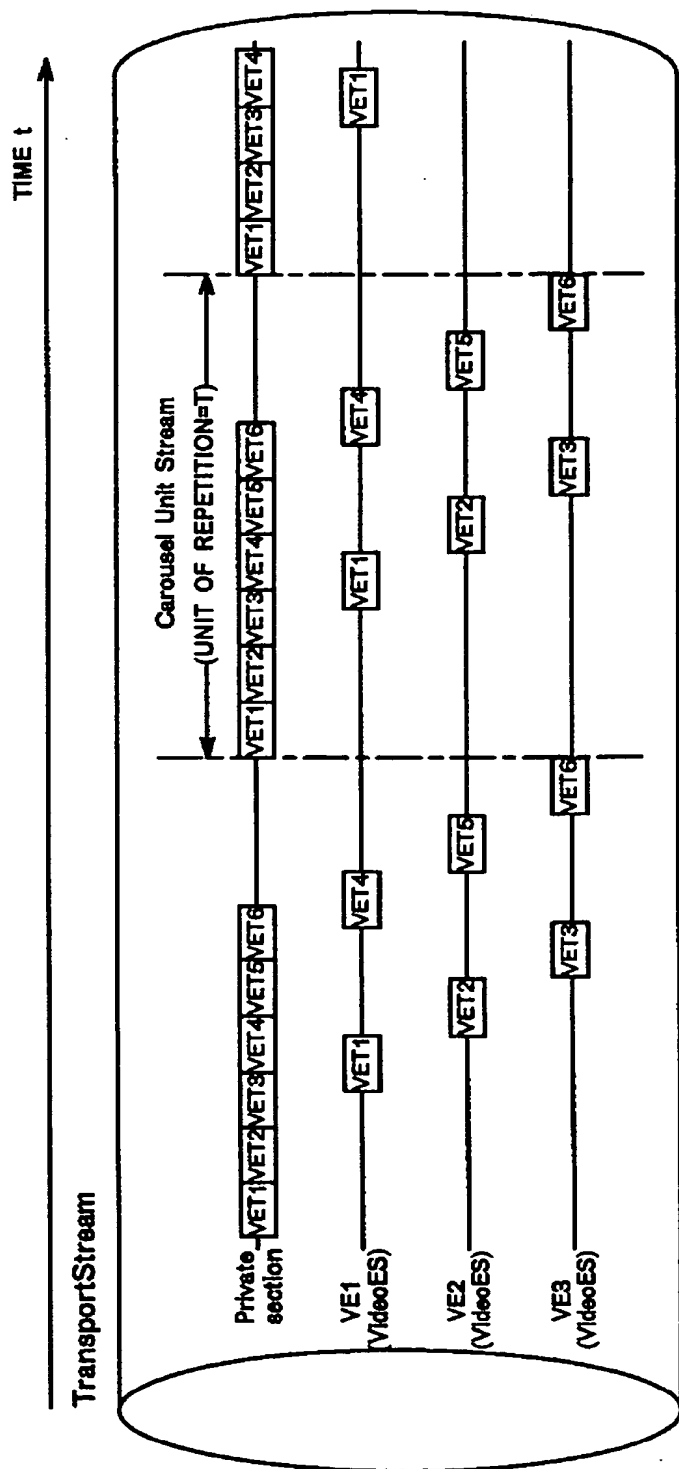 TIME t
TransportStream
Carousel Unit Stream
(UNIT OF REPETITION=T)
Private section
VET1 VET2 VET3 VET4 VET5 VET6
VET1 VET2 VET3 VET4 VET5 VET6
VET1 VET2 VET3 VET4
VE1
(VideoES)
VET1 VET4 VET1 VET4 VET1
VE2
(VideoES)
VET2 VET5 VET2 VET5
VE3
(VideoES)
VET3 VET6 VET3 VET6